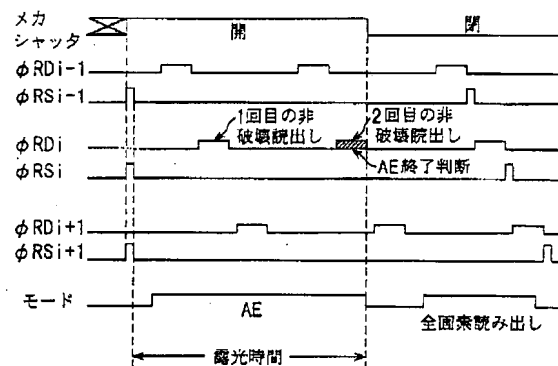 メカ
シャッタ
開
閉
φRDi-1
φRSi-1
1回目の非
破壊読出し
2回目の非
破壊読出し
φRDi
AE終了判断
φRSi
φRDi+1
φRSi+1
モード
AE
全画素読み出し
露光時間